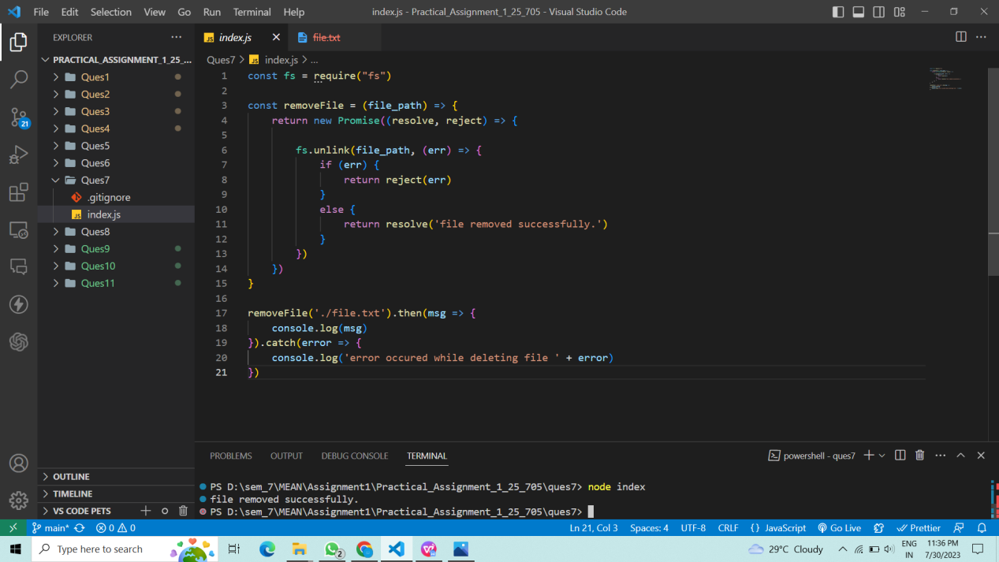 File Edit Selection View Go Run Terminal Help index.js - Practical_Assignment_1_25_705 - Visual Studio Code
EXPLORER
PRACTICAL_ASSIGNMENT_1_25_...
Ques1
Ques2
Ques3
Ques4
Ques5
Ques6
Ques7
.gitignore
JS index.js
Ques8
Ques9
Ques10
Ques11
OUTLINE
TIMELINE
VS CODE PETS
21
JS index.js file.txt
Ques7 > JS index.js > ...
1 const fs = require("fs")
2
3 const removeFile = (file_path) => {
4 return new Promise((resolve, reject) => {
5
6 fs.unlink(file_path, (err) => {
7 if (err) {
8 return reject(err)
9 }
10 else {
11 return resolve('file removed successfully.')
12 }
13 })
14 })
15 }
16
17 removeFile('./file.txt').then(msg => {
18 console.log(msg)
19 }).catch(error => {
20 console.log('error occured while deleting file ' + error)
21 })
PROBLEMS OUTPUT DEBUG CONSOLE TERMINAL powershell - ques7
PS D:\sem_7\MEAN\Assignment1\Practical_Assignment_1_25_705\ques7> node index
file removed successfully.
PS D:\sem_7\MEAN\Assignment1\Practical_Assignment_1_25_705\ques7>
main* 0 0 Ln 21, Col 3 Spaces: 4 UTF-8 CRLF {} JavaScript Go Live Prettier
Type here to search 2 29°C Cloudy ENG IN 11:36 PM 7/30/2023